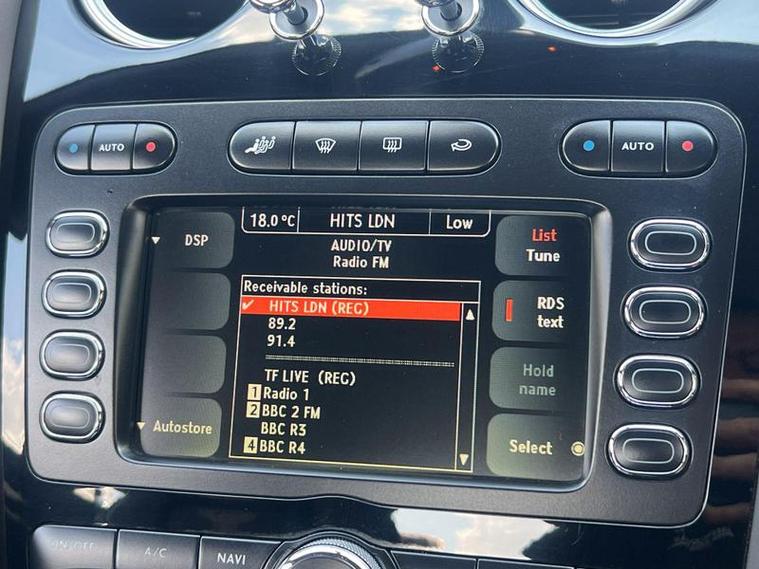 AUTO
AUTO
18.0 °C HITS LDN Low
DSP
AUDIO/TV
Radio FM
List
Tune
Receivable stations:
✔ HITS LDN (REG)
89.2
91.4
RDS
text
TF LIVE (REG)
1 Radio 1
2 BBC 2 FM
BBC R3
4 BBC R4
Hold
name
Autostore
Select
ON/OFF
A/C
NAVI